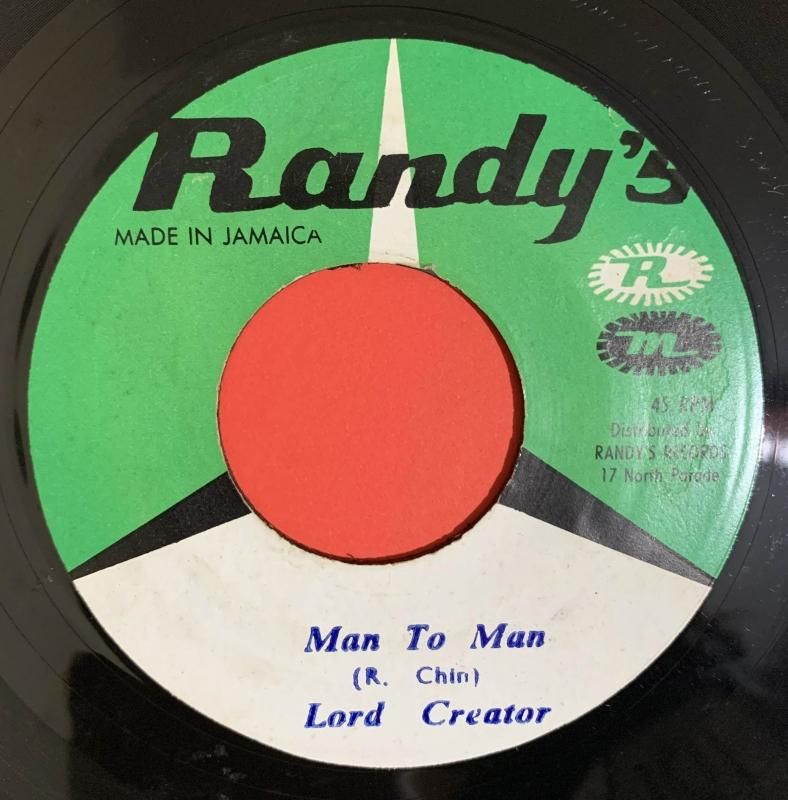 Randy's
MADE IN JAMAICA
R
m
45 RPM
Distributed by
RANDY'S RECORDS
17 North Parade
Man To Man
(R. Chin)
Lord Creator